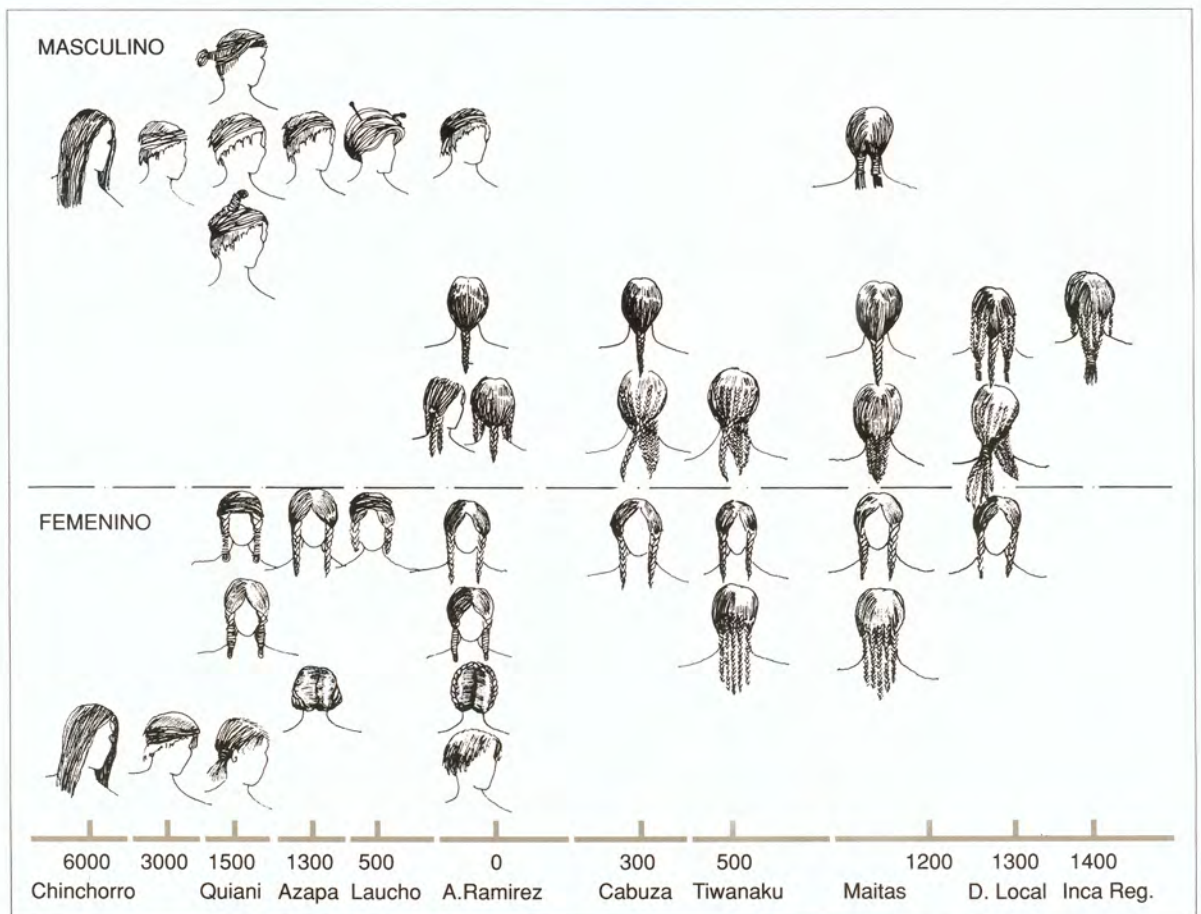 MASCULINO
FEMENINO
6000 3000 1500 1300 500 0 300 500 1200 1300 1400
Chinchorro Quiani Azapa Laucho A.Ramirez Cabuza Tiwanaku Maitas D. Local Inca Reg.